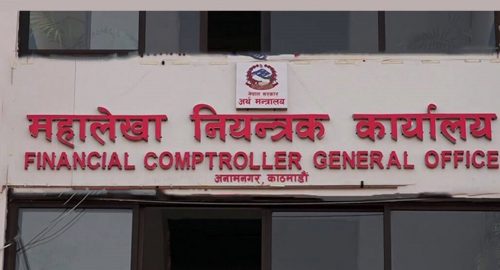 नेपाल सरकार
अर्थ मन्त्रालय
महालेखा नियन्त्रक कार्यालय
FINANCIAL COMPTROLLER GENERAL OFFICE
अनामनगर, काठमाडौं